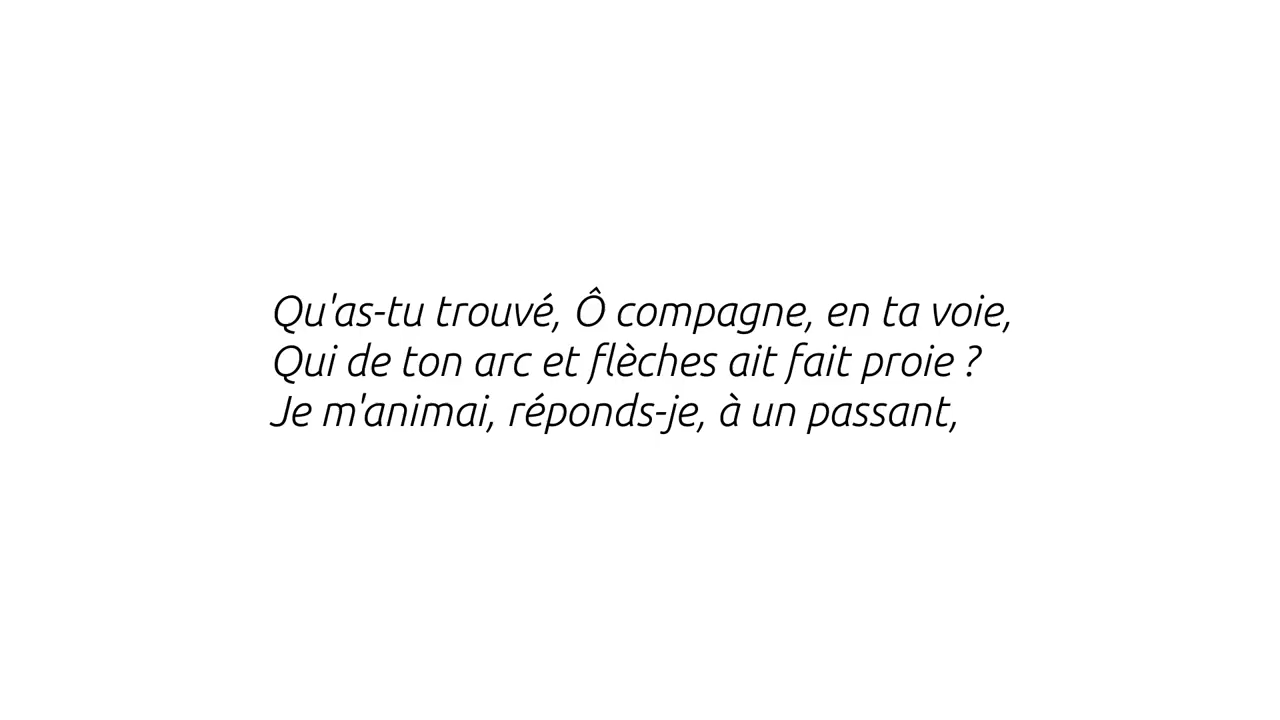 Qu'as-tu trouvé, Ô compagne, en ta voie,
Qui de ton arc et flèches ait fait proie ?
Je m'animai, réponds-je, à un passant,